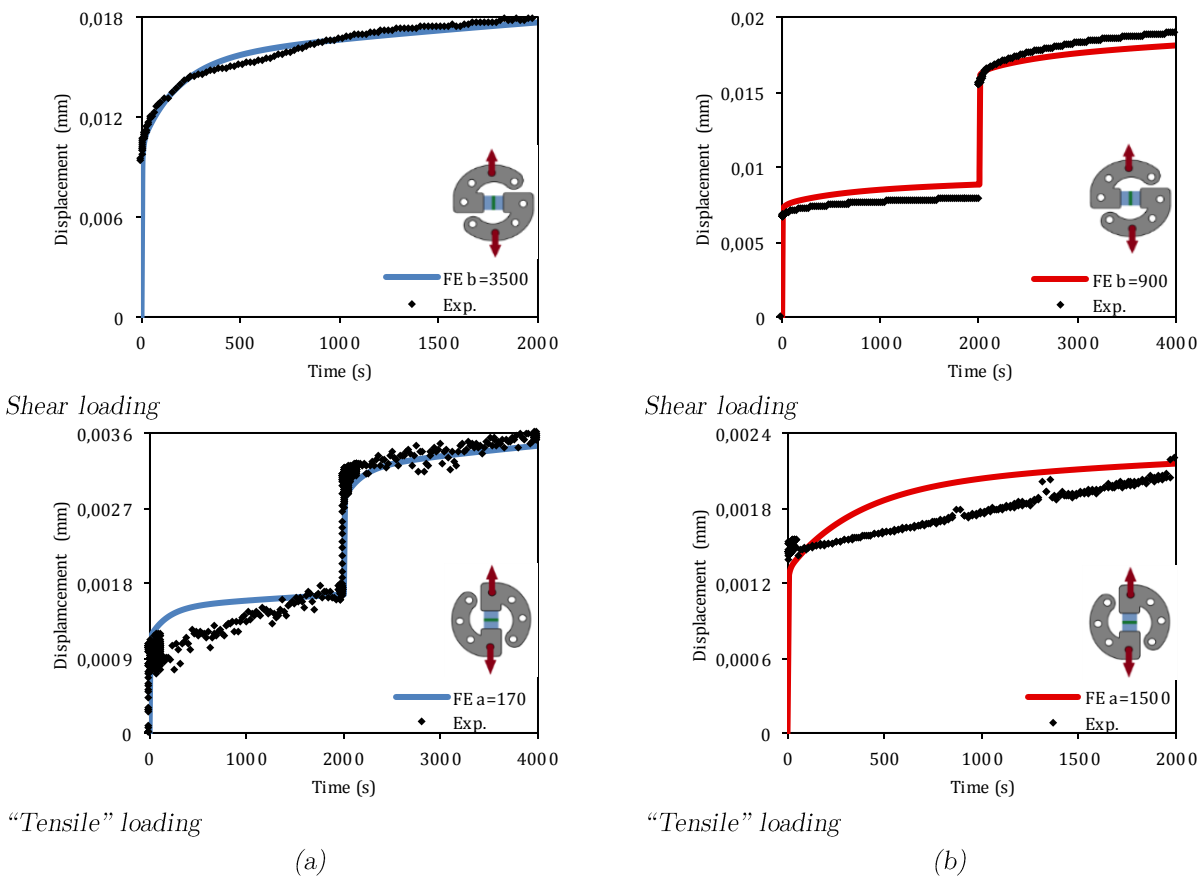 0,018
0,012
0,006
0
Displacement (mm)
FE b=3500
Exp.
0 500 1000 1500 2000
Time (s)
Shear loading
0,02
0,015
0,01
0,005
0
Displacement (mm)
FE b=900
Exp.
0 1000 2000 3000 4000
Time (s)
Shear loading
0,0036
0,0027
0,0018
0,0009
0
Displamcement (mm)
FE a=170
Exp.
0 1000 2000 3000 4000
Time (s)
“Tensile” loading
(a)
0,0024
0,0018
0,0012
0,0006
0
Displacement (mm)
FE a=1500
Exp.
0 500 1000 1500 2000
Time (s)
“Tensile” loading
(b)